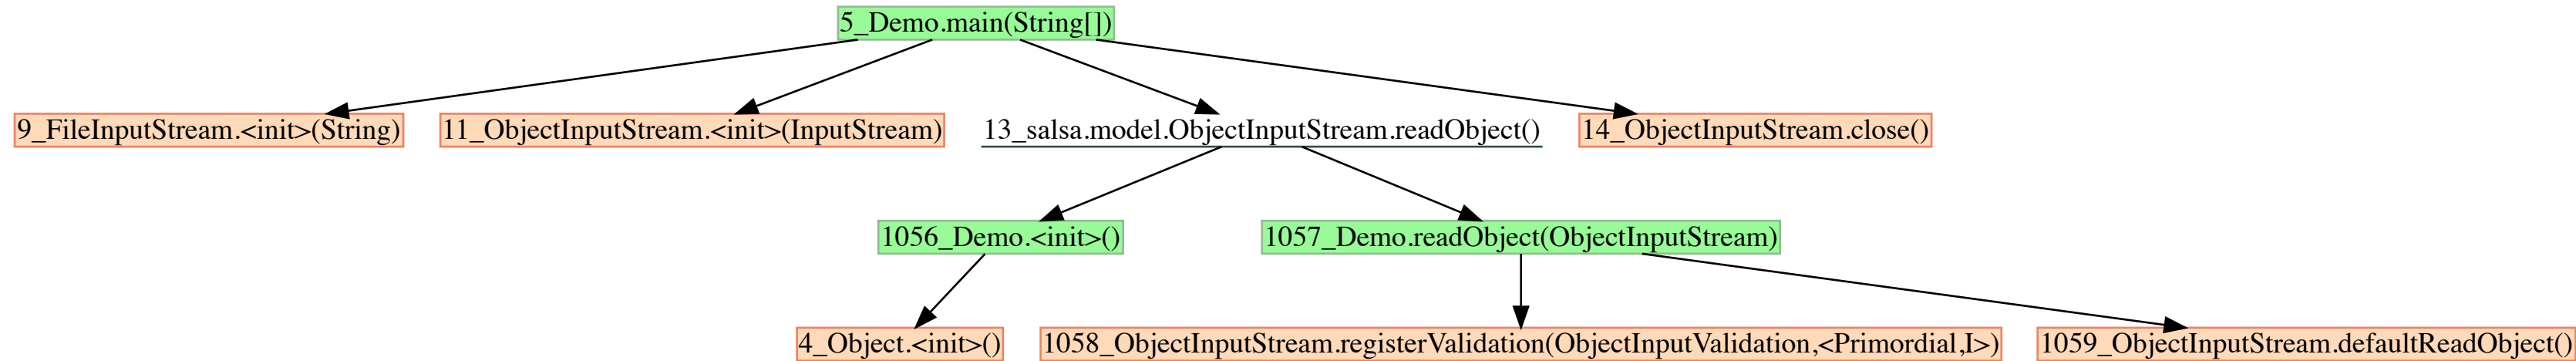 5_Demo.main(String[])
9_FileInputStream.<init>(String)
11_ObjectInputStream.<init>(InputStream)
13_salsa.model.ObjectInputStream.readObject()
14_ObjectInputStream.close()
1056_Demo.<init>()
1057_Demo.readObject(ObjectInputStream)
4_Object.<init>()
1058_ObjectInputStream.registerValidation(ObjectInputValidation,<Primordial,I>)
1059_ObjectInputStream.defaultReadObject()